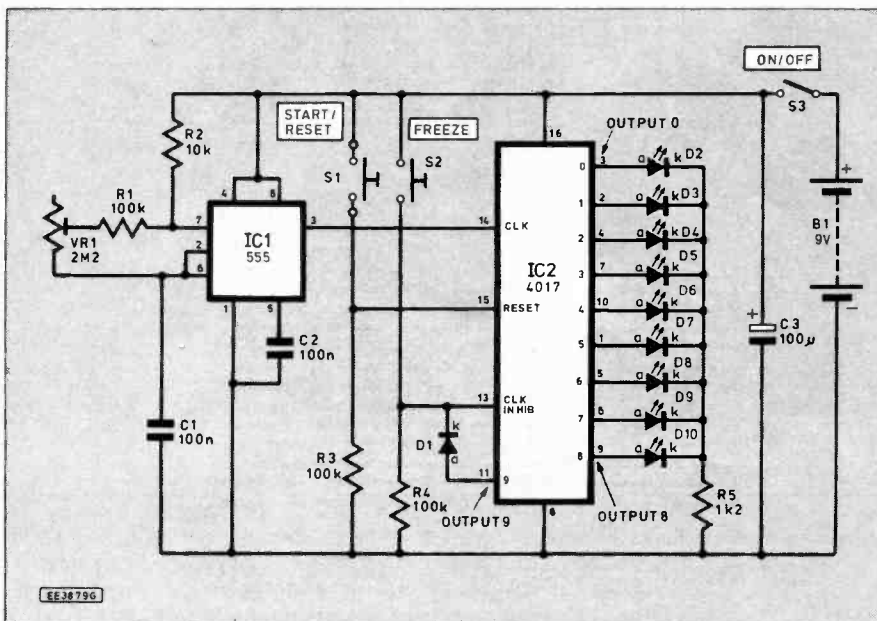 ON/OFF
S3
START/
RESET
FREEZE
OUTPUT 0
R2
10k
S1
S2
16
R1
100k
VR1
2M2
4
8
7
2
6
3
1
5
IC1
555
C2
100n
C1
100n
14
CLK
15
RESET
13
CLK
INHIB
11
9
IC2
4017
0
3
a
k
D2
1
2
a
k
D3
2
4
a
k
D4
3
7
a
k
D5
4
10
a
k
D6
5
1
a
k
D7
6
5
a
k
D8
7
6
a
k
D9
8
9
a
k
D10
D1
k
a
R3
100k
R4
100k
OUTPUT 9
8
OUTPUT 8
R5
1k2
+
C3
100µ
+
B1
9V
−
EE3879G